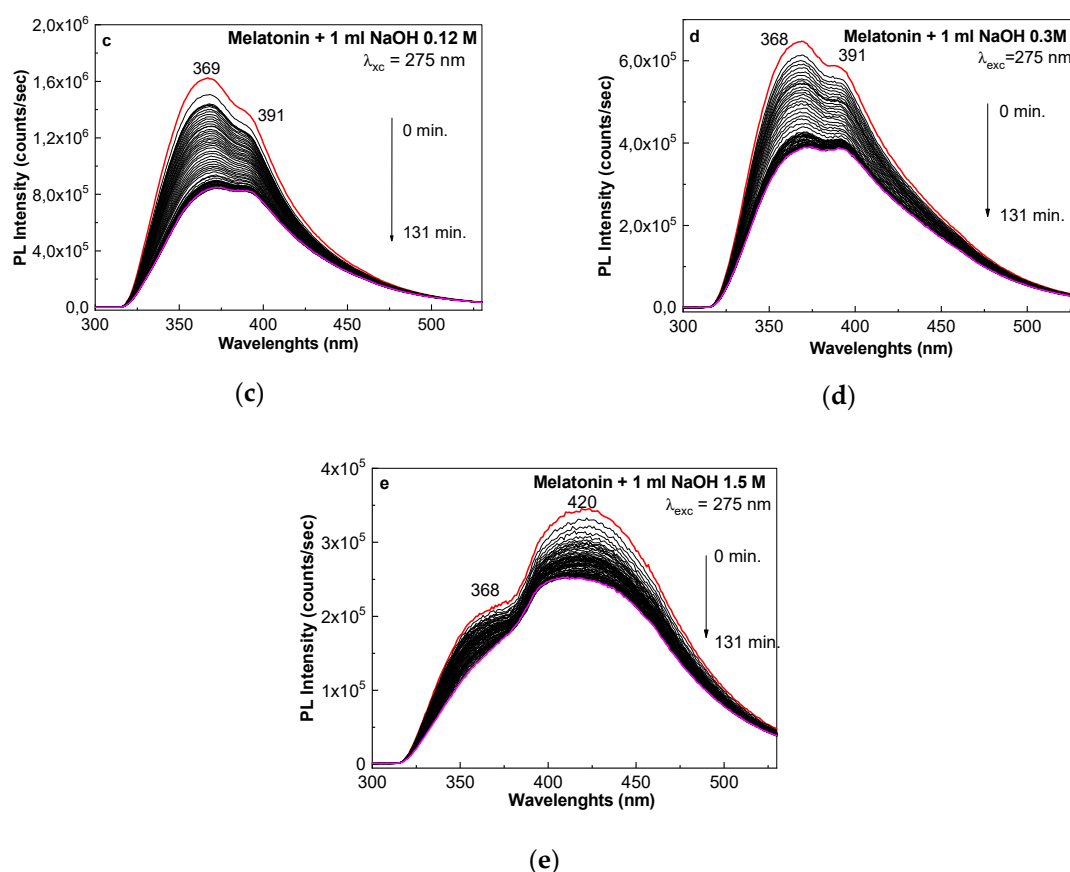 c
Melatonin + 1 ml NaOH 0.12 M
λxc = 275 nm
369
391
0 min.
131 min.
2,0x10⁶
1,6x10⁶
1,2x10⁶
8,0x10⁵
4,0x10⁵
0,0
PL Intensity (counts/sec)
300 350 400 450 500
Wavelenghts (nm)
(c)
d
Melatonin + 1 ml NaOH 0.3M
λexc=275 nm
368
391
0 min.
131 min.
6,0x10⁵
4,0x10⁵
2,0x10⁵
0,0
PL Intensity (counts/sec)
300 350 400 450 500
Wavelenghts (nm)
(d)
e
Melatonin + 1 ml NaOH 1.5 M
λexc = 275 nm
420
368
0 min.
131 min.
4x10⁵
3x10⁵
2x10⁵
1x10⁵
0
PL Intensity (counts/sec)
300 350 400 450 500
Wavelenghts (nm)
(e)